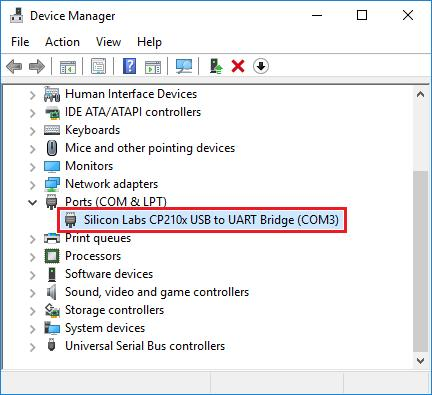 Device Manager
File Action View Help
Human Interface Devices
IDE ATA/ATAPI controllers
Keyboards
Mice and other pointing devices
Monitors
Network adapters
Ports (COM & LPT)
Silicon Labs CP210x USB to UART Bridge (COM3)
Print queues
Processors
Software devices
Sound, video and game controllers
Storage controllers
System devices
Universal Serial Bus controllers